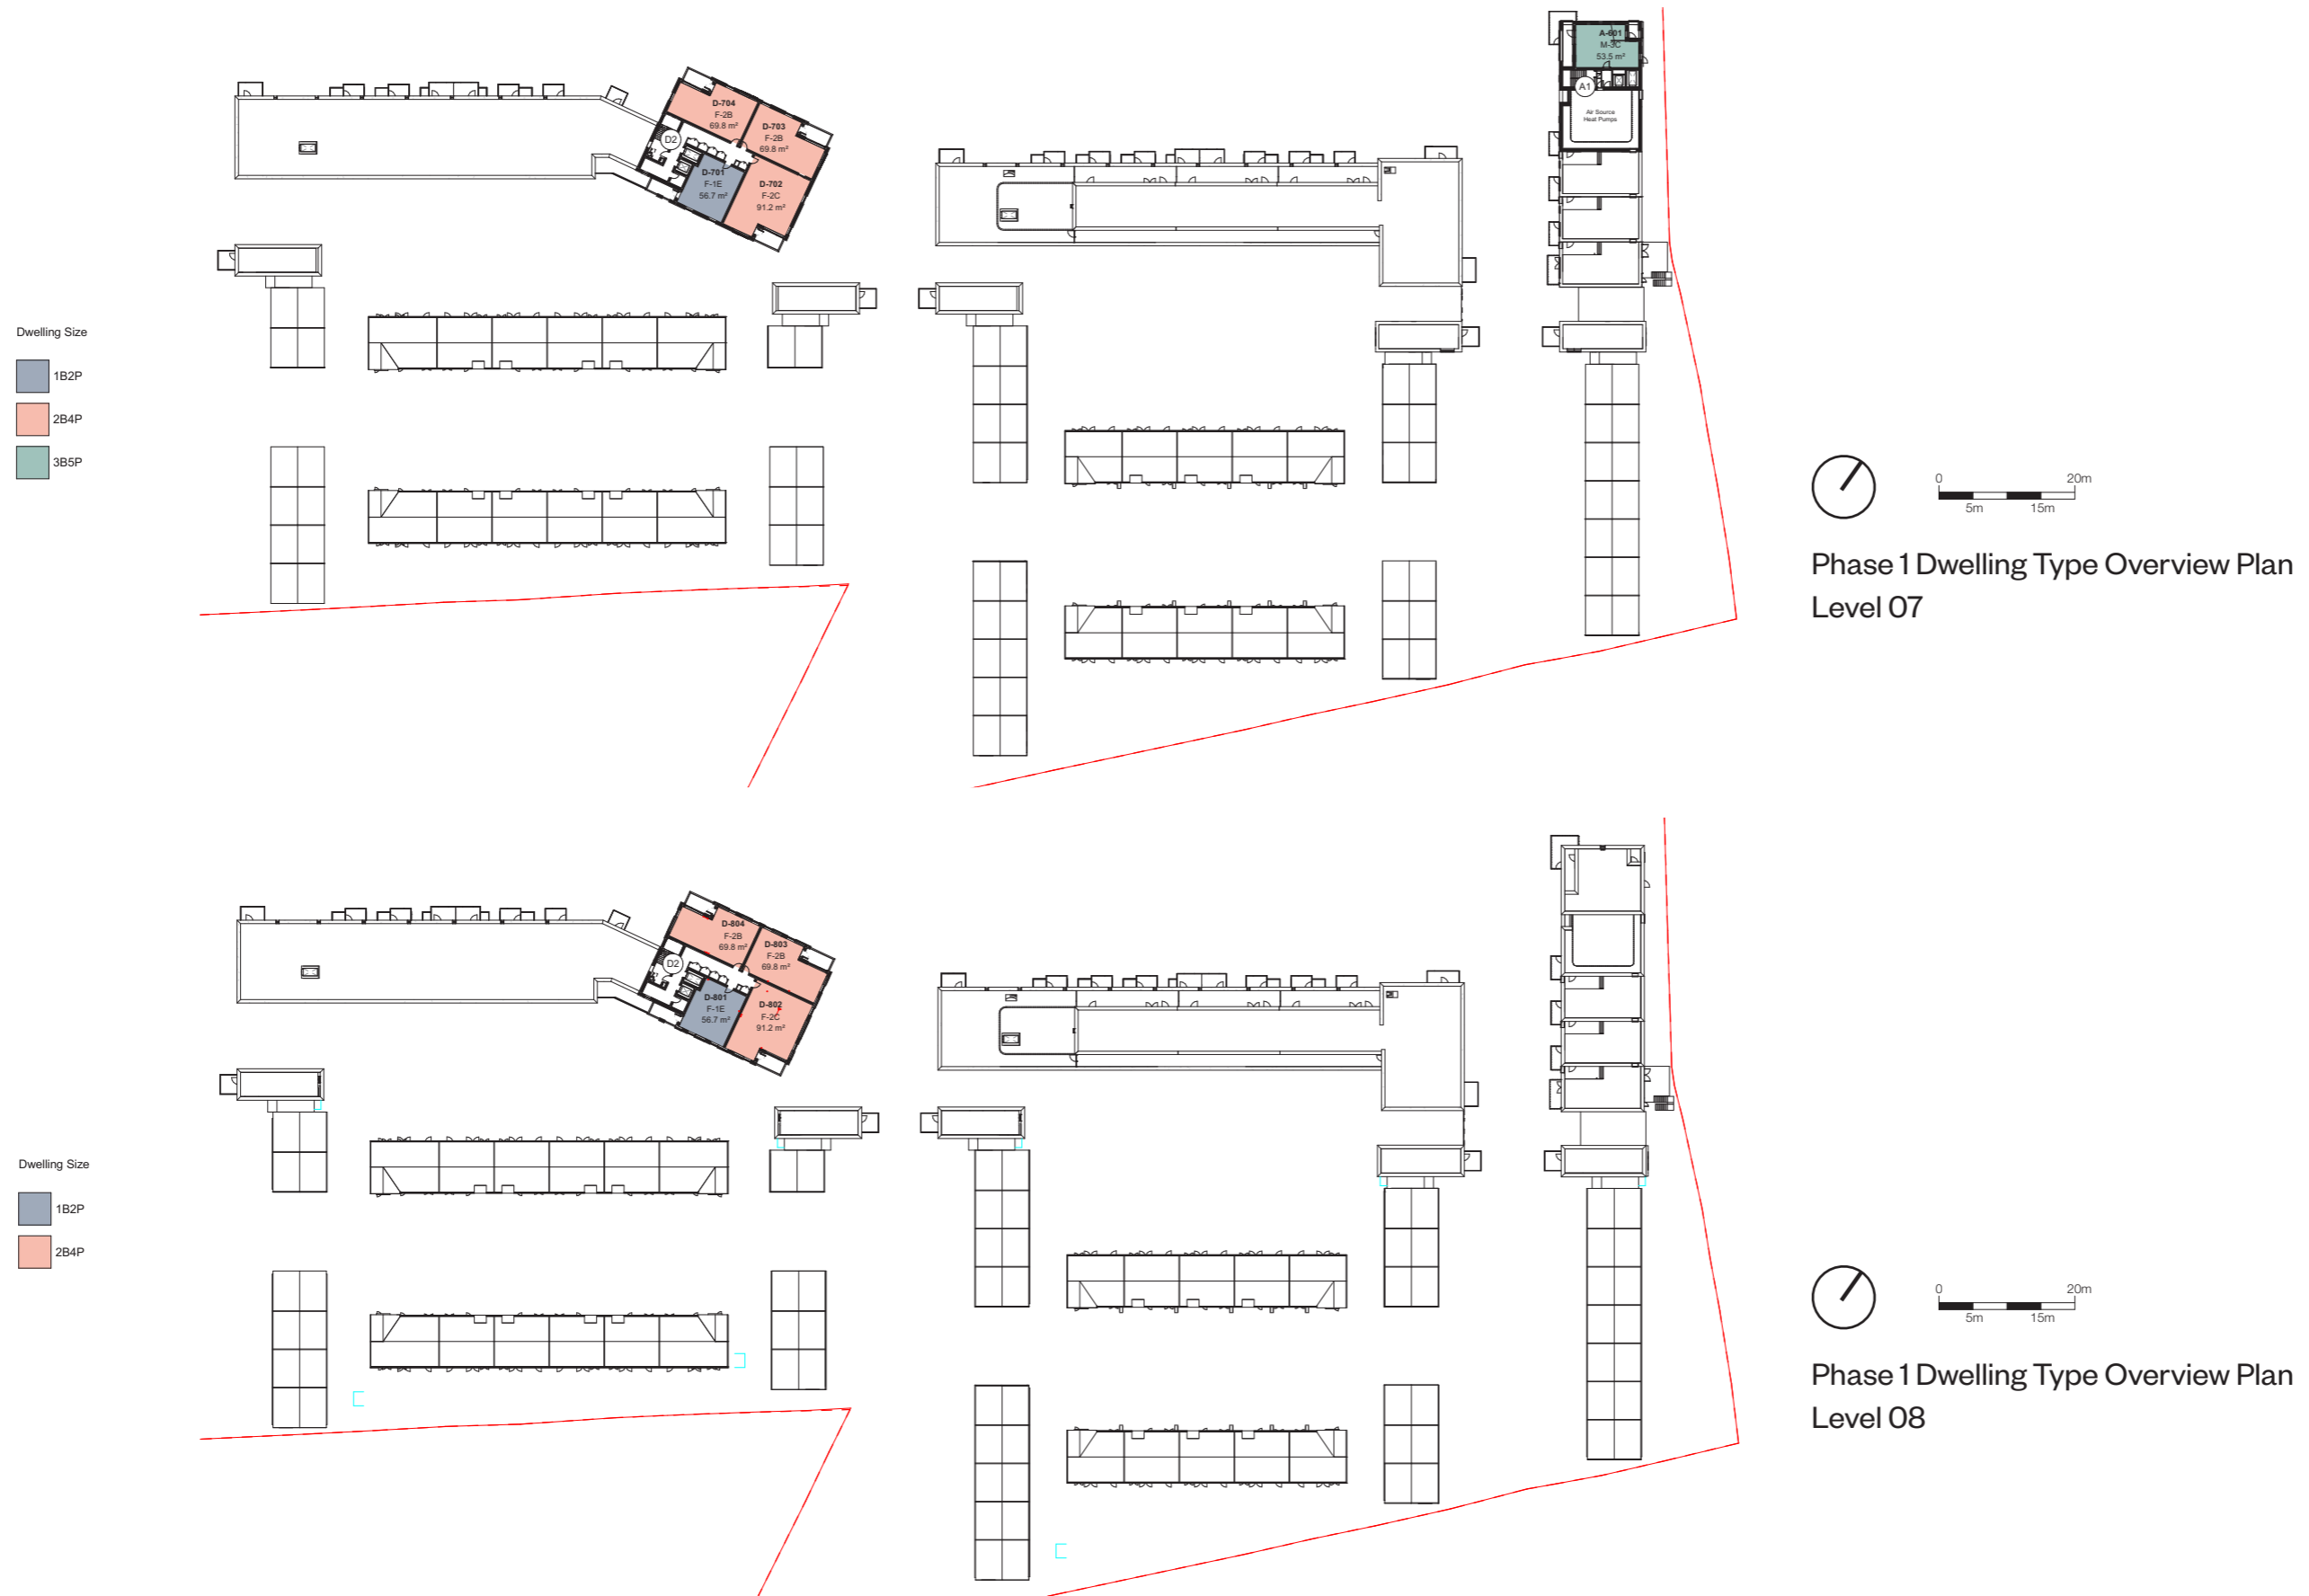 A-601
M-3C
53.5 m²
A1
Air Source
Heat Pumps
D-704
F-2B
69.8 m²
D-703
F-2B
69.8 m²
D2
D-701
F-1E
56.7 m²
D-702
F-2C
91.2 m²
Dwelling Size
1B2P
2B4P
3B5P
0 20m
5m 15m
Phase 1 Dwelling Type Overview Plan
Level 07
D-804
F-2B
69.8 m²
D-803
F-2B
69.8 m²
D2
D-801
F-1E
56.7 m²
D-802
F-2C
91.2 m²
Dwelling Size
1B2P
2B4P
0 20m
5m 15m
Phase 1 Dwelling Type Overview Plan
Level 08